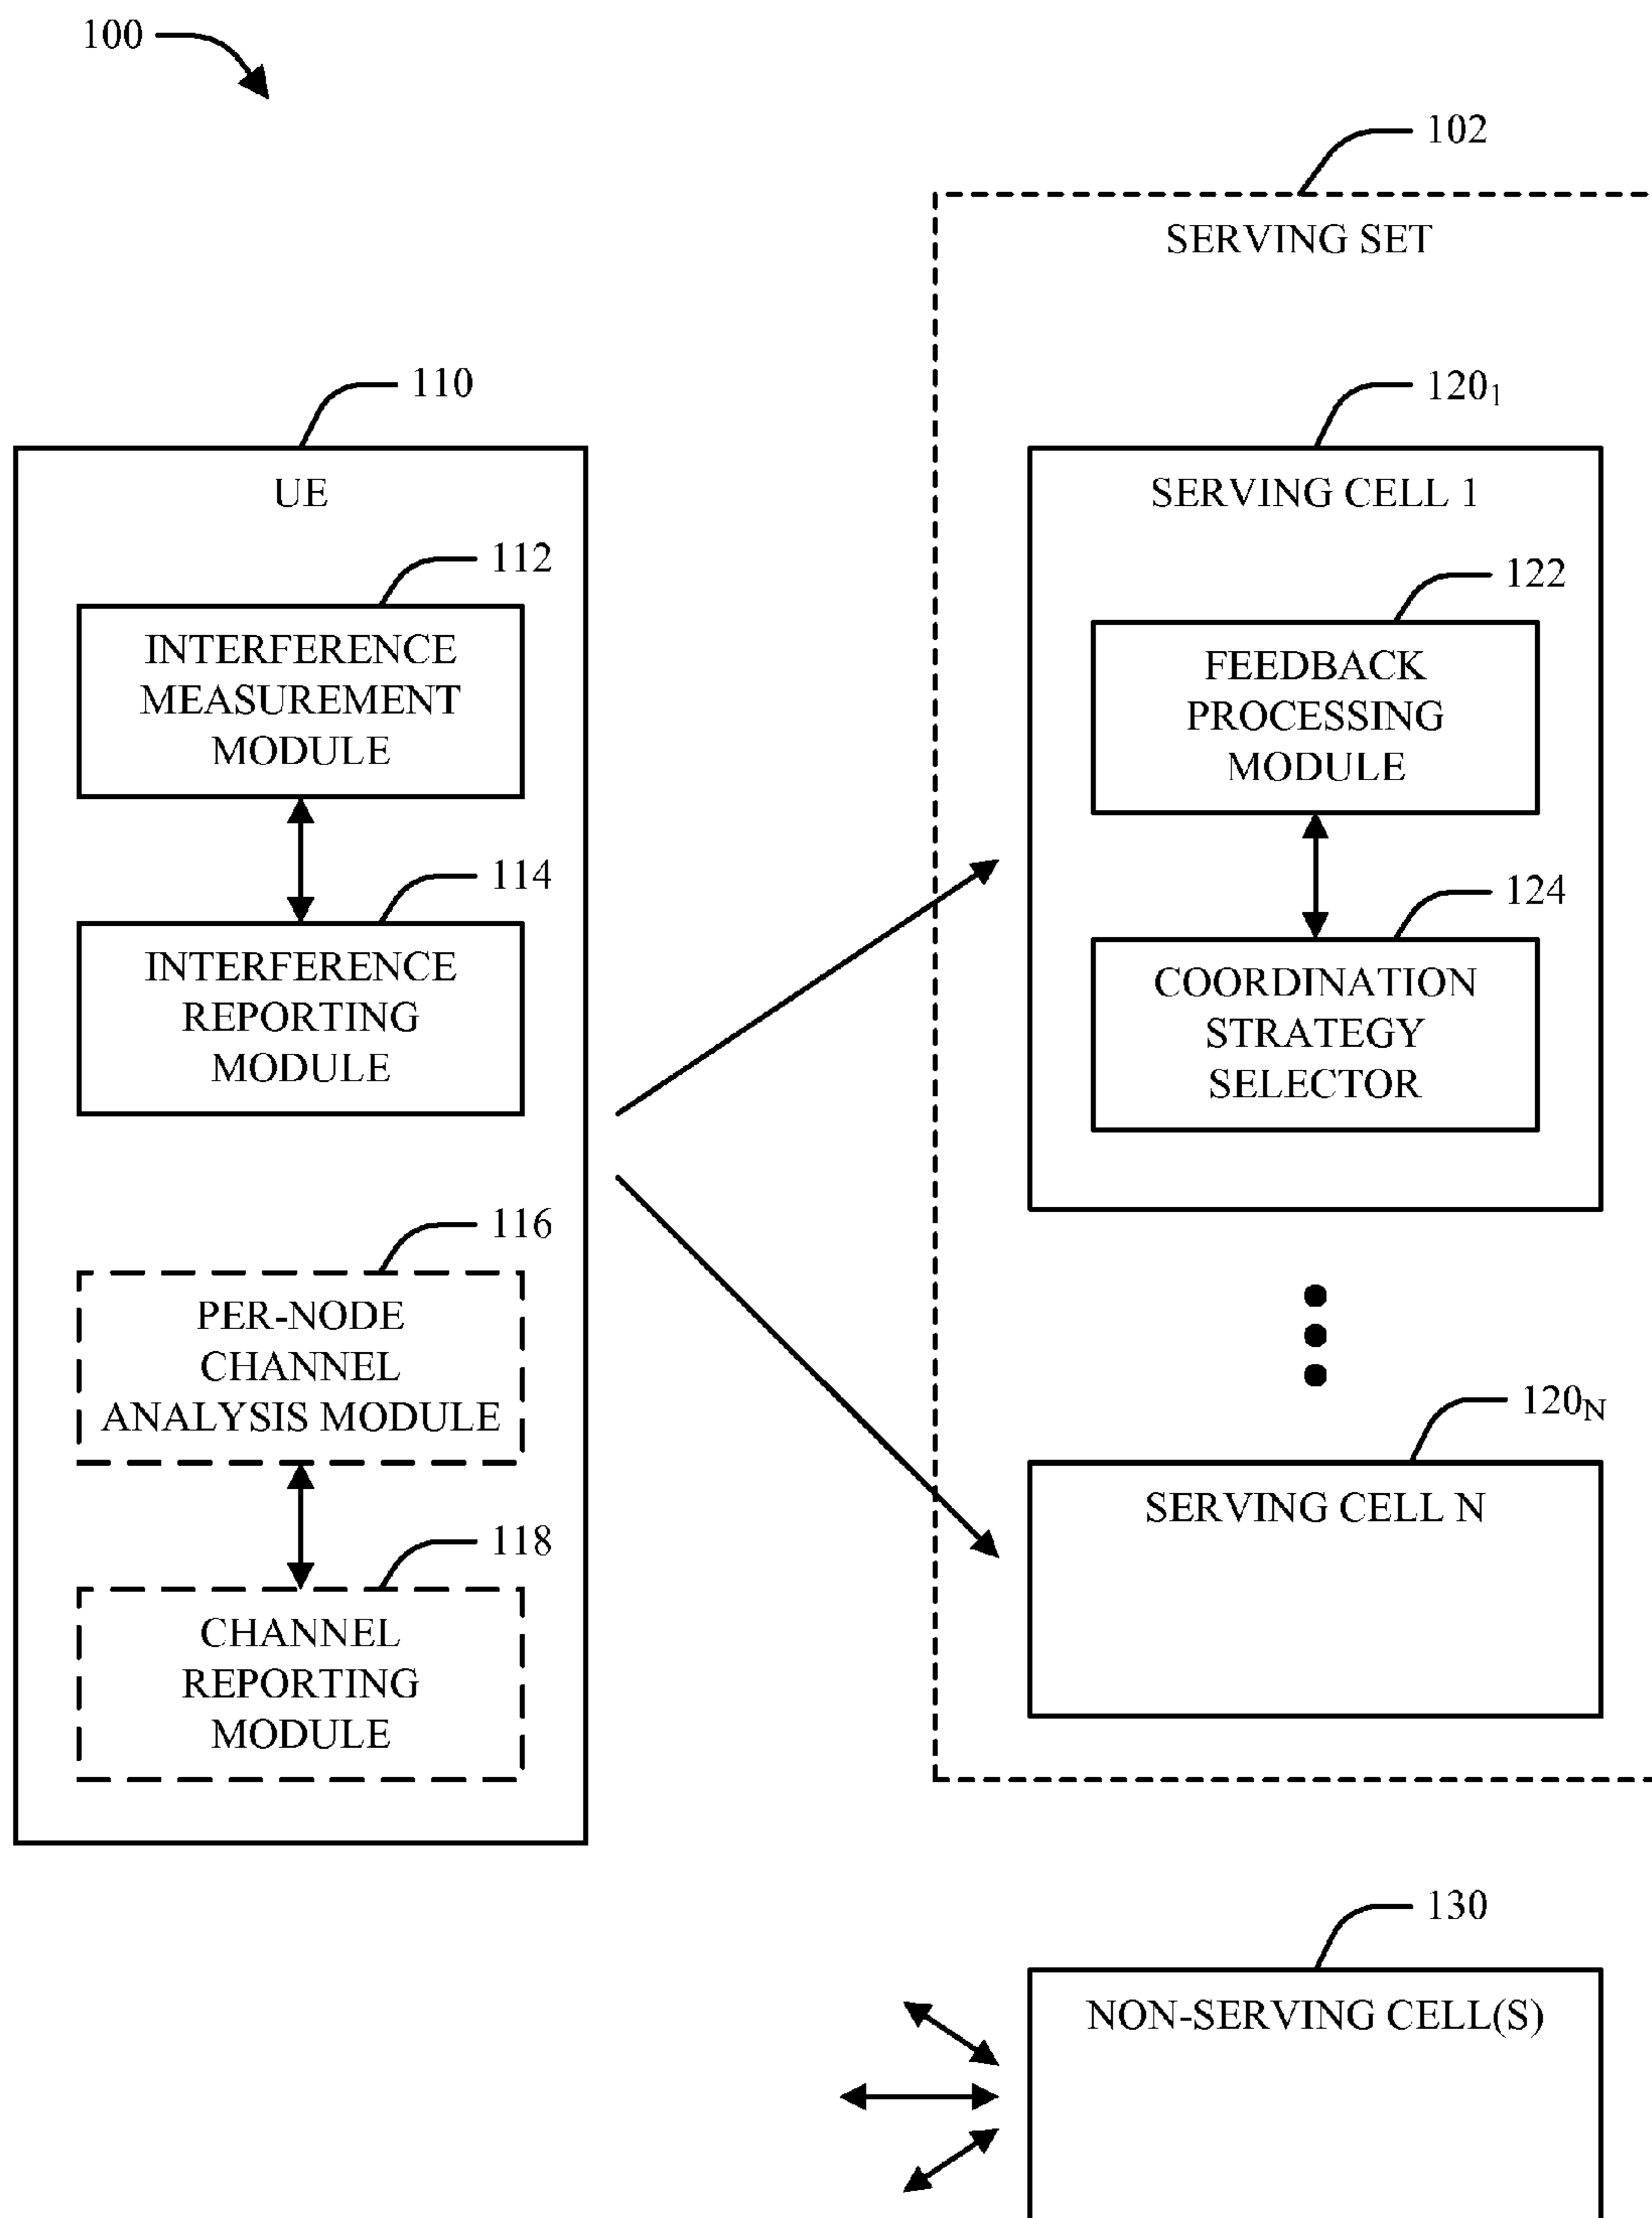 100
102
SERVING SET
110
UE
112
INTERFERENCE
MEASUREMENT
MODULE
114
INTERFERENCE
REPORTING
MODULE
116
PER-NODE
CHANNEL
ANALYSIS MODULE
118
CHANNEL
REPORTING
MODULE
120₁
SERVING CELL 1
122
FEEDBACK
PROCESSING
MODULE
124
COORDINATION
STRATEGY
SELECTOR
120N
SERVING CELL N
130
NON-SERVING CELL(S)